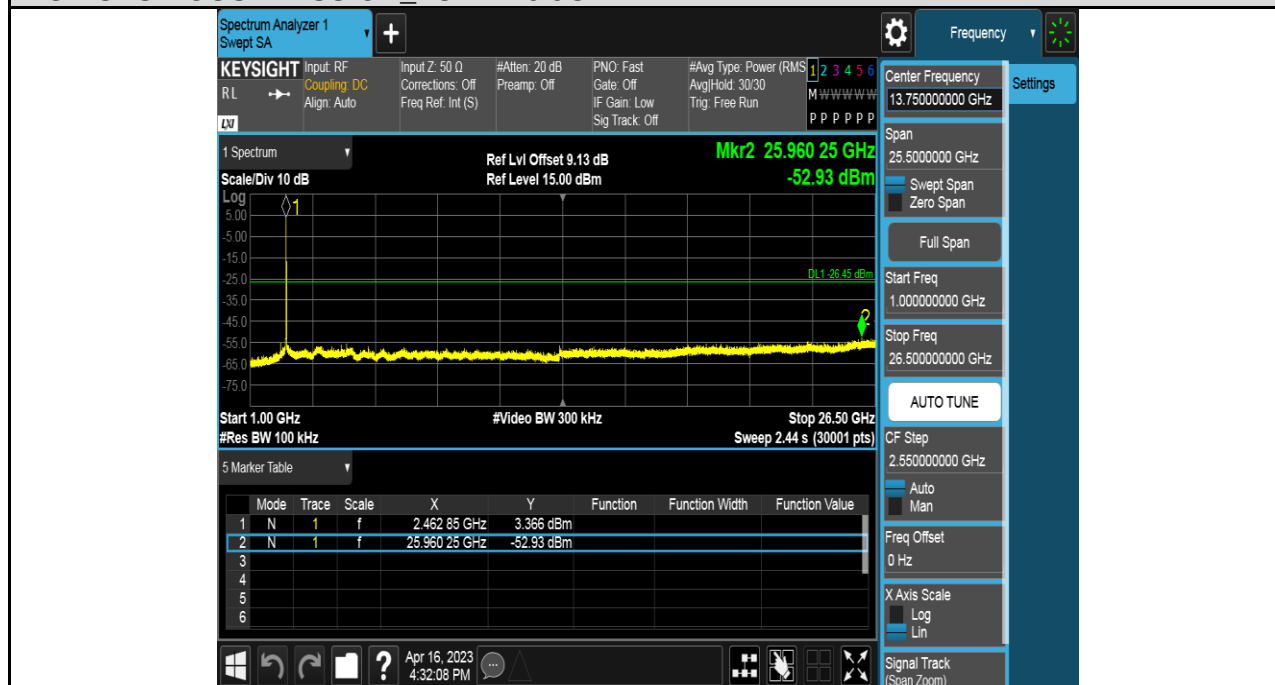 Spectrum Analyzer 1
Swept SA
Frequency
KEYSIGHT
RL
LXI
Input: RF
Coupling: DC
Align: Auto
Input Z: 50 Ω
Corrections: Off
Freq Ref: Int (S)
#Atten: 20 dB
Preamp: Off
PNO: Fast
Gate: Off
IF Gain: Low
Sig Track: Off
#Avg Type: Power (RMS
Avg|Hold: 30/30
Trig: Free Run
1 2 3 4 5 6
M W W W W W
P P P P P P
1 Spectrum
Scale/Div 10 dB
Ref Lvl Offset 9.13 dB
Ref Level 15.00 dBm
Mkr2 25.960 25 GHz
-52.93 dBm
Log
1
5.00
-5.00
-15.0
-25.0
DL1 -26.45 dBm
-35.0
-45.0
2
-55.0
-65.0
-75.0
Start 1.00 GHz
#Video BW 300 kHz
Stop 26.50 GHz
#Res BW 100 kHz
Sweep 2.44 s (30001 pts)
5 Marker Table
Mode Trace Scale X Y Function Function Width Function Value
1 N 1 f 2.462 85 GHz 3.366 dBm
2 N 1 f 25.960 25 GHz -52.93 dBm
3
4
5
6
?
Apr 16, 2023
4:32:08 PM
Center Frequency
13.750000000 GHz
Settings
Span
25.5000000 GHz
Swept Span
Zero Span
Full Span
Start Freq
1.000000000 GHz
Stop Freq
26.500000000 GHz
AUTO TUNE
CF Step
2.550000000 GHz
Auto
Man
Freq Offset
0 Hz
X Axis Scale
Log
Lin
Signal Track
(Span Zoom)